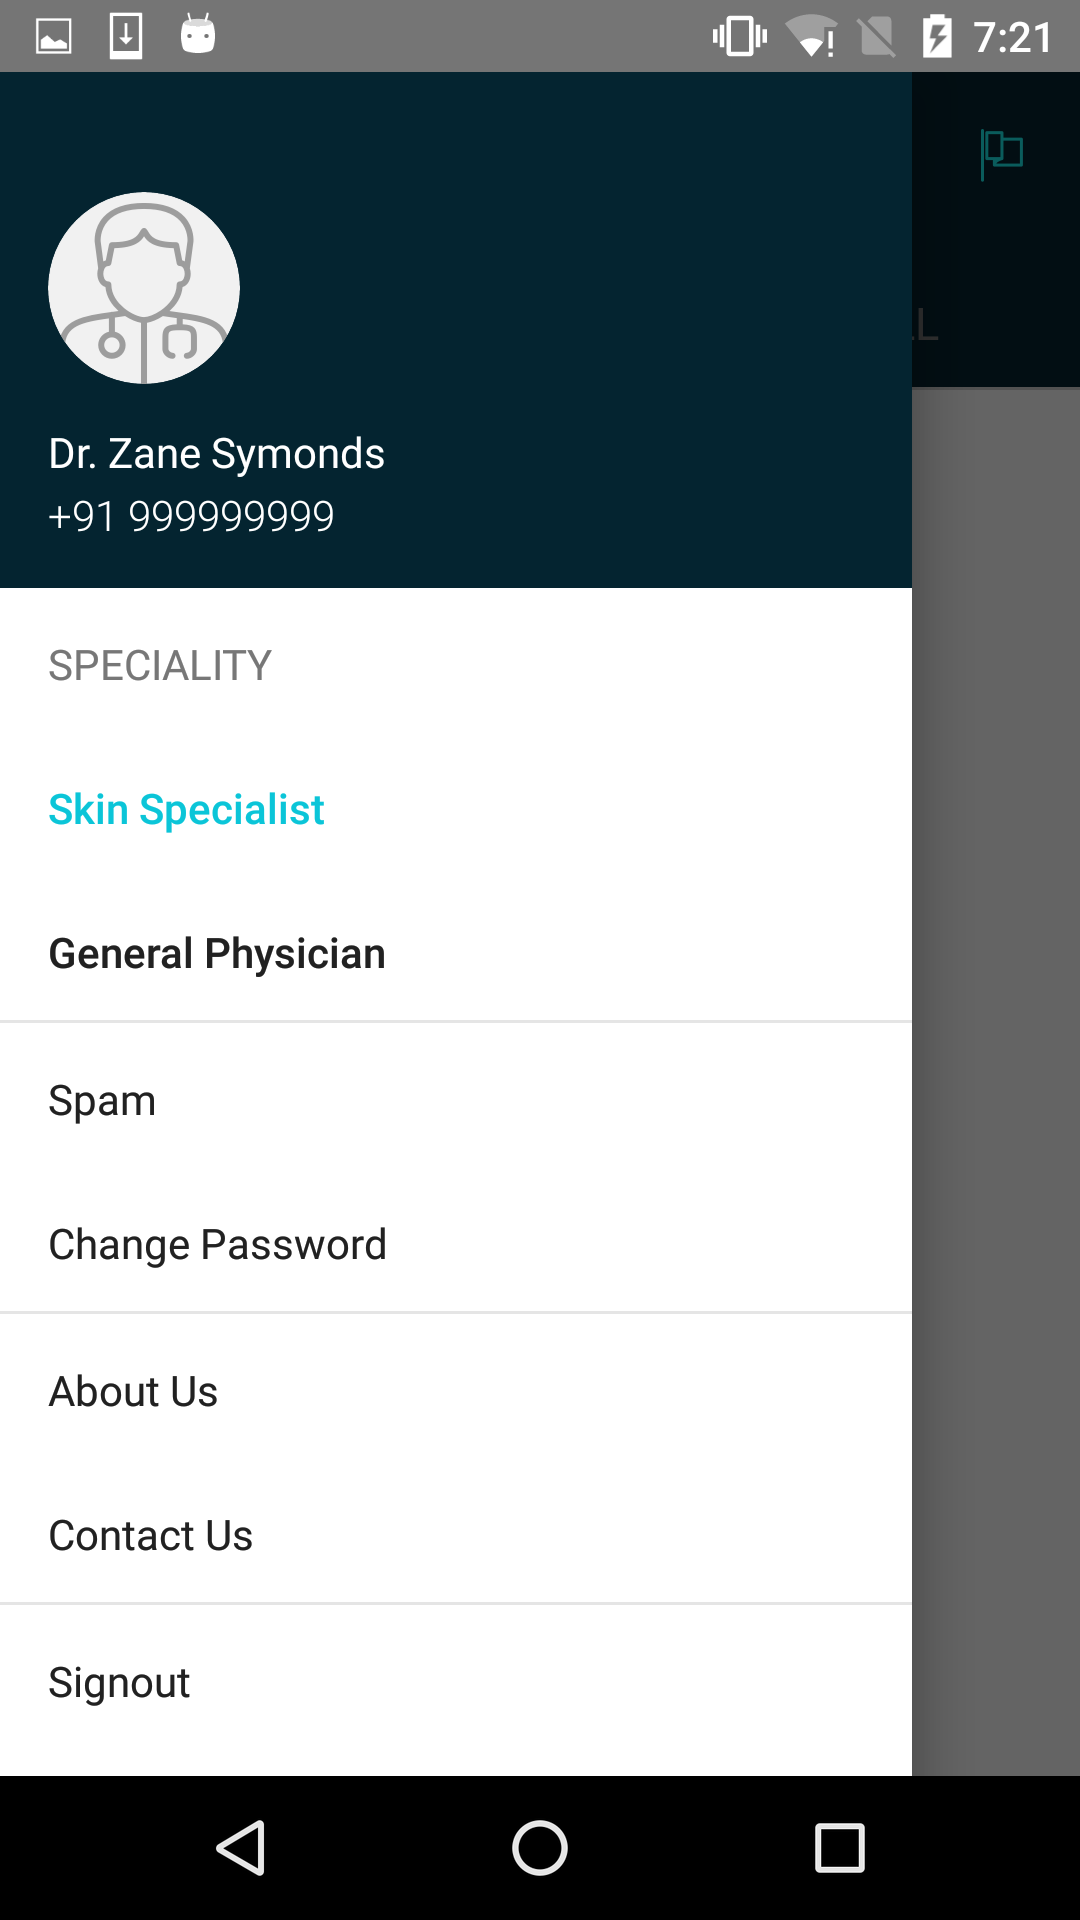 7:21
Dr. Zane Symonds
+91 999999999
SPECIALITY
Skin Specialist
General Physician
Spam
Change Password
About Us
Contact Us
Signout